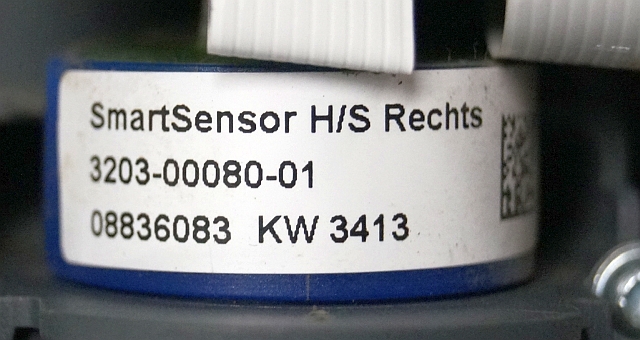 SmartSensor H/S Rechts
3203-00080-01
08836083 KW 3413